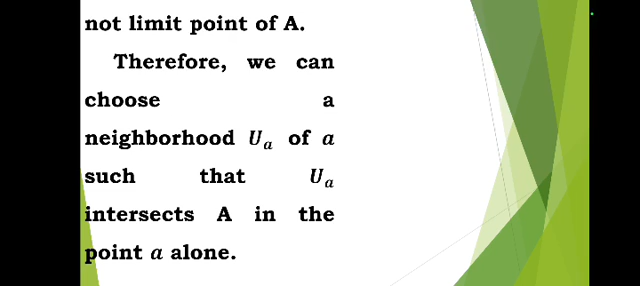 not limit point of A.
Therefore, we can
choose a
neighborhood Uₐ of a
such that Uₐ
intersects A in the
point a alone.